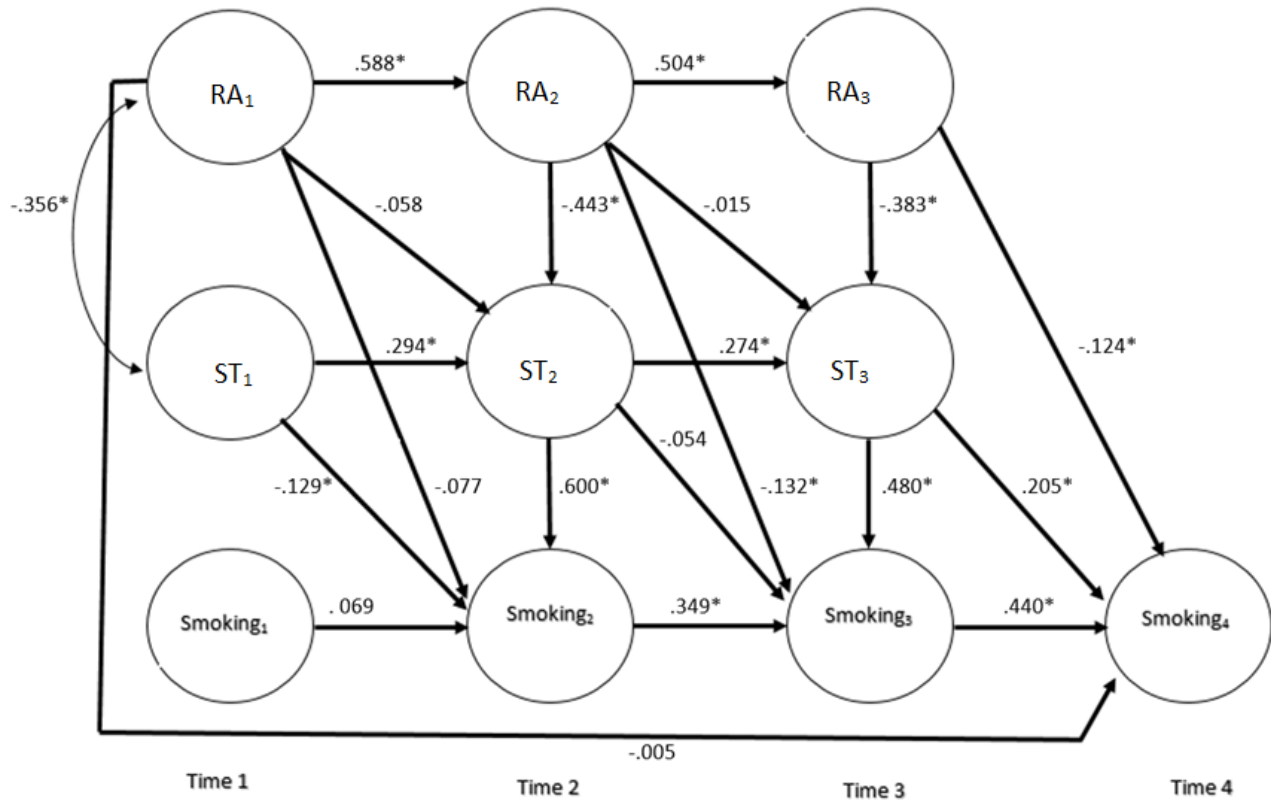 .588*
.504*
RA₁
RA₂
RA₃
-.356*
-.058
-.443*
-.015
-.383*
-.124*
.294*
.274*
ST₁
ST₂
ST₃
-.054
-.129*
-.077
.600*
-.132*
.480*
.205*
. 069
.349*
.440*
Smoking₁
Smoking₂
Smoking₃
Smoking₄
-.005
Time 1
Time 2
Time 3
Time 4